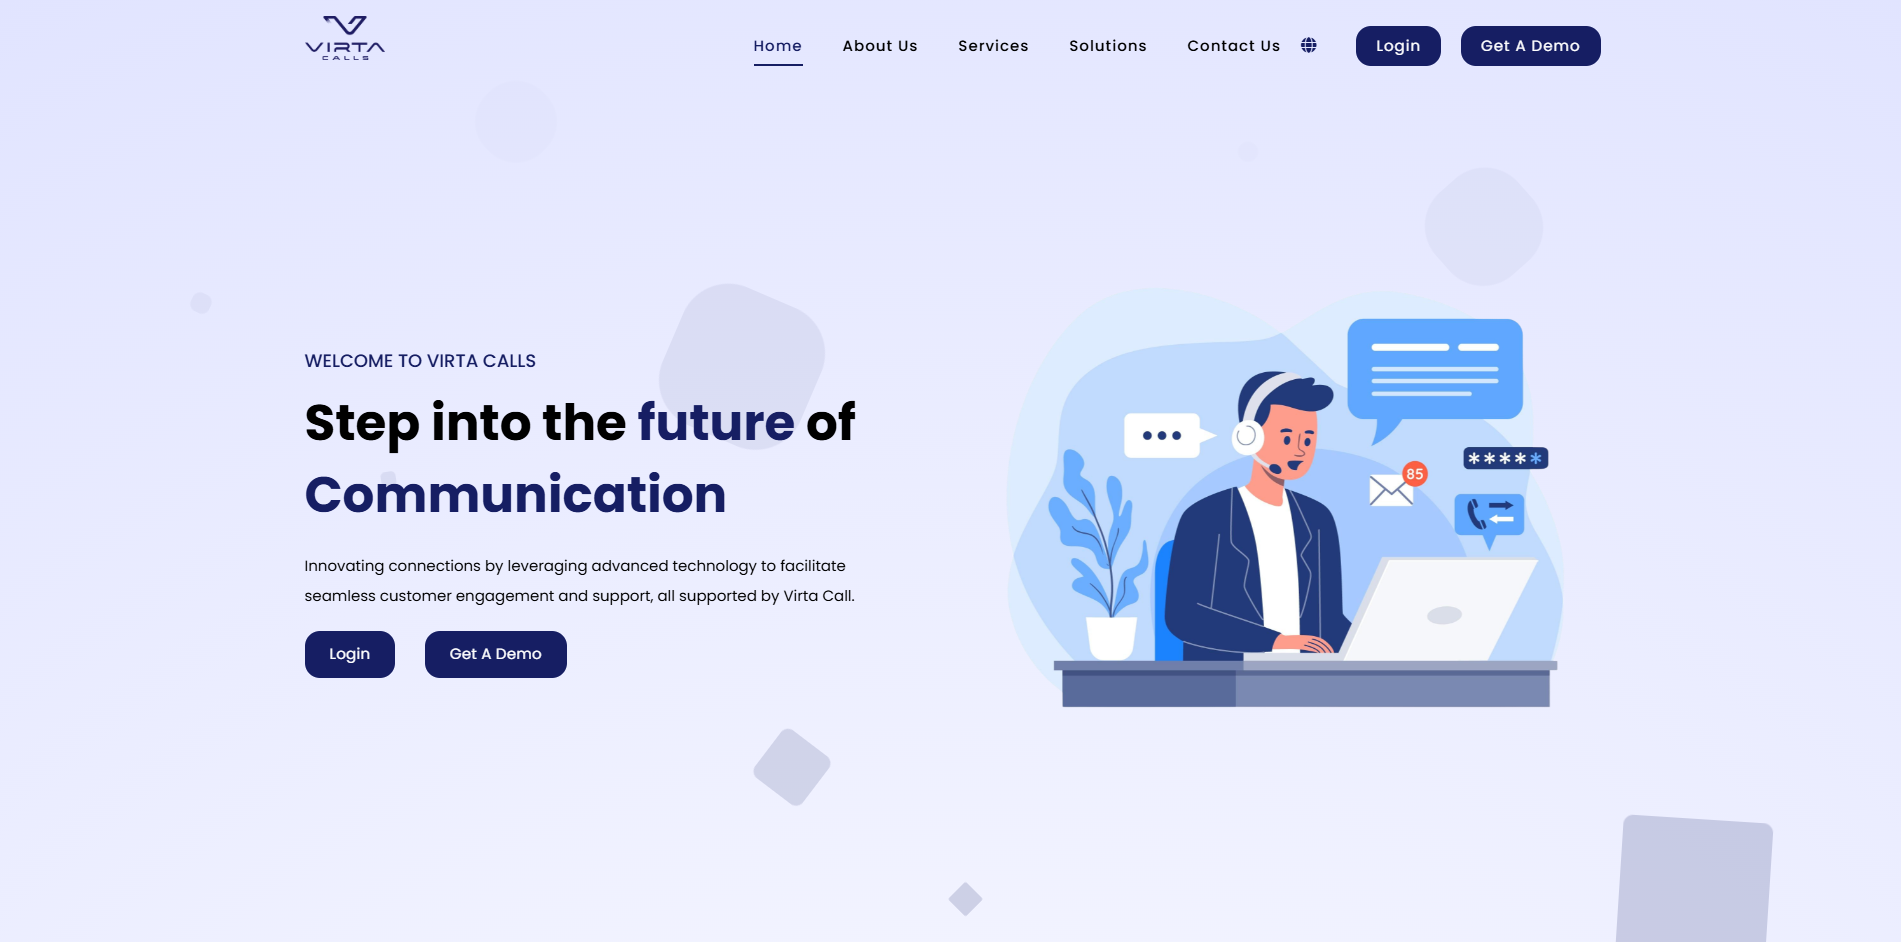 VIRTA
CALLS
Home About Us Services Solutions Contact Us Login Get A Demo
WELCOME TO VIRTA CALLS
Step into the future of
Communication
Innovating connections by leveraging advanced technology to facilitate
seamless customer engagement and support, all supported by Virta Call.
Login Get A Demo
85
*****